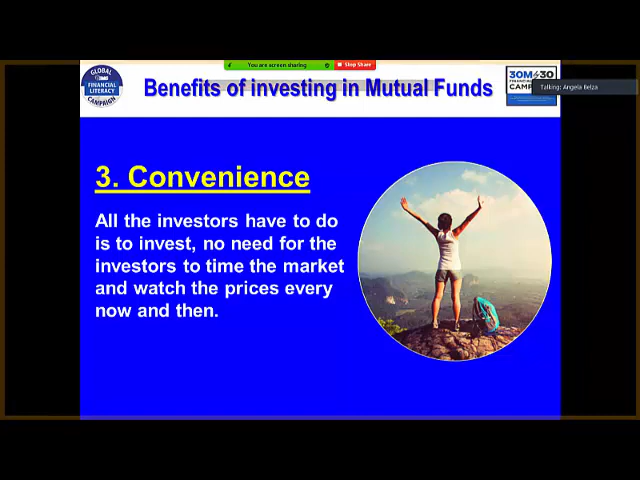 You are screen sharing
Stop Share
GLOBAL
FINANCIAL
LITERACY
CAMPAIGN
Benefits of investing in Mutual Funds
30M 30
Talking: Angela Belza
3. Convenience
All the investors have to do
is to invest, no need for the
investors to time the market
and watch the prices every
now and then.